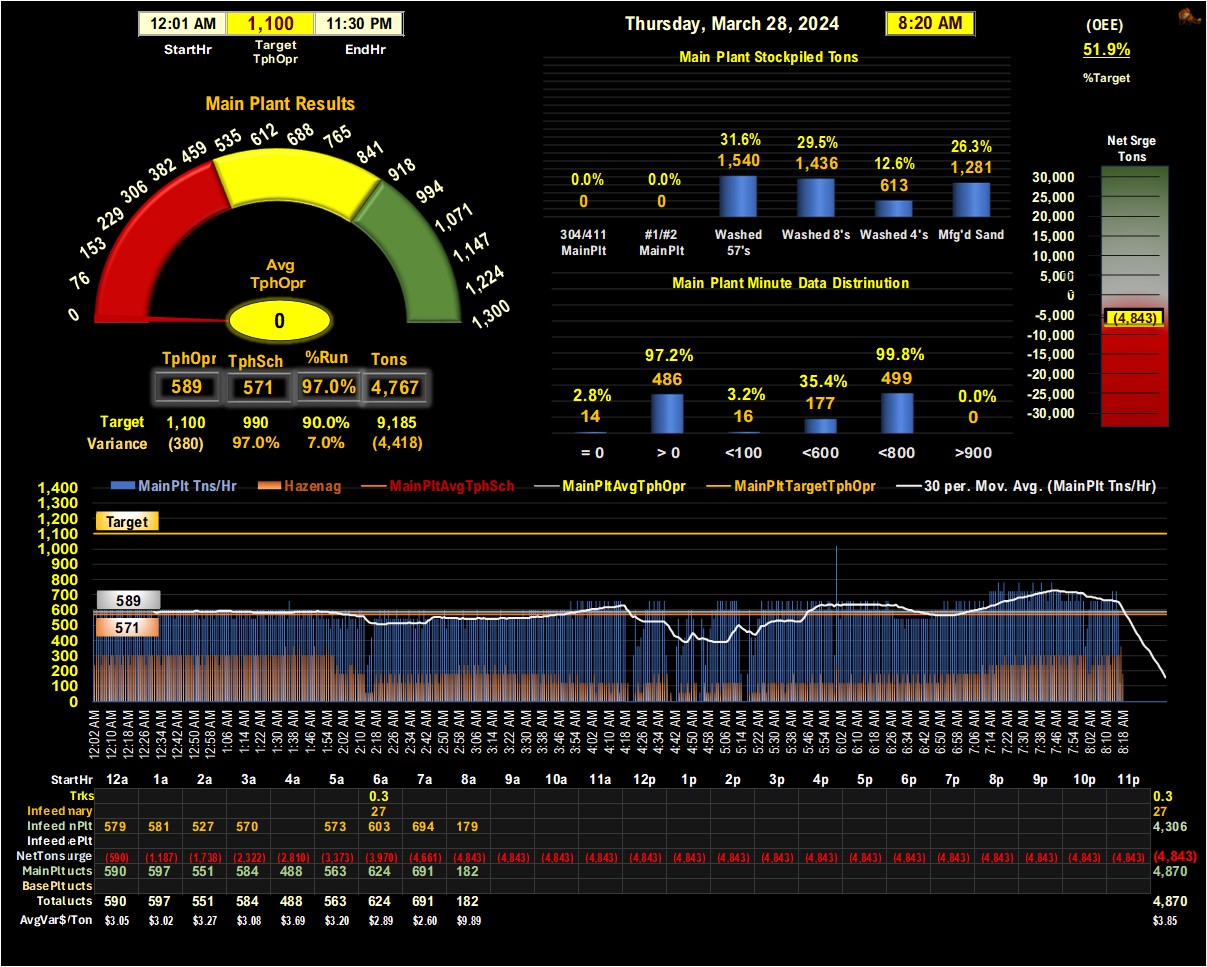 12:01 AM 1,100 11:30 PM
StartHr Target TphOpr EndHr
Thursday, March 28, 2024 8:20 AM
(OEE)
51.9%
%Target
Main Plant Stockpiled Tons
31.6% 29.5% 12.6% 26.3%
1,540 1,436 613 1,281
0.0% 0.0%
0 0
304/411 MainPlt #1/#2 MainPlt Washed 57's Washed 8's Washed 4's Mfg'd Sand
Main Plant Results
0 76 153 229 306 382 459 535 612 688 765 841 918 994 1,071 1,147 1,224 1,300
Avg
TphOpr
0
TphOpr TphSch %Run Tons
589 571 97.0% 4,767
Target 1,100 990 90.0% 9,185
Variance (380) 97.0% 7.0% (4,418)
Main Plant Minute Data Distrinution
2.8% 97.2% 3.2% 35.4% 99.8% 0.0%
14 486 16 177 499 0
= 0 > 0 <100 <600 <800 >900
Net Srge
Tons
30,000
25,000
20,000
15,000
10,000
5,000
0
-5,000
(4,843)
-10,000
-15,000
-20,000
-25,000
-30,000
MainPlt Tns/Hr Hazenag MainPltAvgTphSch MainPltAvgTphOpr MainPltTargetTphOpr 30 per. Mov. Avg. (MainPlt Tns/Hr)
1,400
1,300
1,200
1,100
1,000
900
800
700
600
500
400
300
200
100
0
Target
589
571
12:02 AM 12:10 AM 12:18 AM 12:26 AM 12:34 AM 12:42 AM 12:50 AM 12:58 AM 1:06 AM 1:14 AM 1:22 AM 1:30 AM 1:38 AM 1:46 AM 1:54 AM 2:02 AM 2:10 AM 2:18 AM 2:26 AM 2:34 AM 2:42 AM 2:50 AM 2:58 AM 3:06 AM 3:14 AM 3:22 AM 3:30 AM 3:38 AM 3:46 AM 3:54 AM 4:02 AM 4:10 AM 4:18 AM 4:26 AM 4:34 AM 4:42 AM 4:50 AM 4:58 AM 5:06 AM 5:14 AM 5:22 AM 5:30 AM 5:38 AM 5:46 AM 5:54 AM 6:02 AM 6:10 AM 6:18 AM 6:26 AM 6:34 AM 6:42 AM 6:50 AM 6:58 AM 7:06 AM 7:14 AM 7:22 AM 7:30 AM 7:38 AM 7:46 AM 7:54 AM 8:02 AM 8:10 AM 8:18 AM
StartHr 12a 1a 2a 3a 4a 5a 6a 7a 8a 9a 10a 11a 12p 1p 2p 3p 4p 5p 6p 7p 8p 9p 10p 11p
Trks 0.3 0.3
Infeed nary 27 27
Infeed nPlt 579 581 527 570 573 603 694 179 4,306
Infeed ePlt
NetTons urge (590) (1,187) (1,738) (2,322) (2,810) (3,373) (3,970) (4,661) (4,843) (4,843) (4,843) (4,843) (4,843) (4,843) (4,843) (4,843) (4,843) (4,843) (4,843) (4,843) (4,843) (4,843) (4,843) (4,843) (4,843)
MainPlt ucts 590 597 551 584 488 563 624 691 182 4,870
BasePlt ucts
Total ucts 590 597 551 584 488 563 624 691 182 4,870
AvgVar$/Ton $3.05 $3.02 $3.27 $3.08 $3.69 $3.20 $2.89 $2.60 $9.89 $3.85